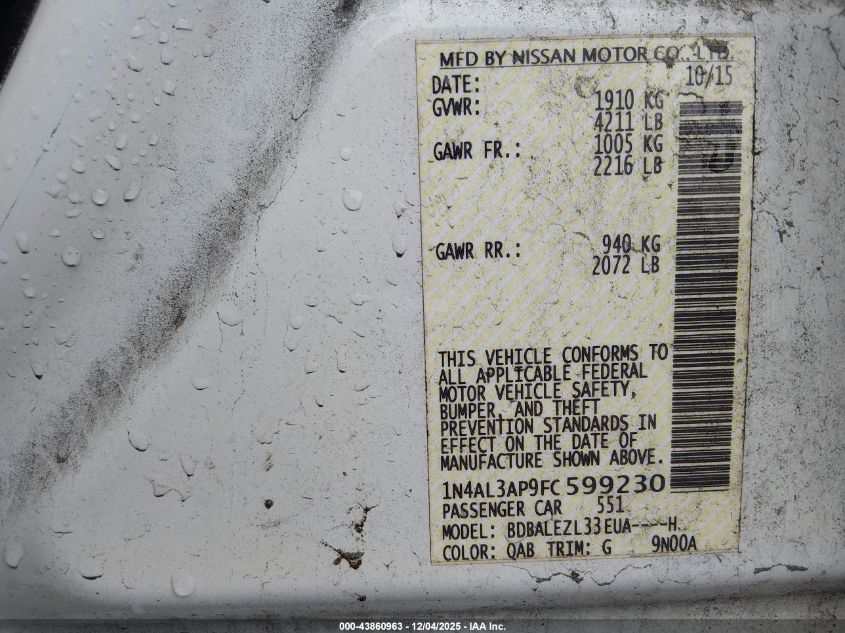 MFD BY NISSAN MOTOR CO., LTD.
DATE: 10/15
GVWR: 1910 KG
4211 LB
GAWR FR.: 1005 KG
2216 LB
GAWR RR.: 940 KG
2072 LB
THIS VEHICLE CONFORMS TO
ALL APPLICABLE FEDERAL
MOTOR VEHICLE SAFETY,
BUMPER, AND THEFT
PREVENTION STANDARDS IN
EFFECT ON THE DATE OF
MANUFACTURE SHOWN ABOVE.
1N4AL3AP9FC599230
PASSENGER CAR 551
MODEL: BDBALEZL33EUA----H
COLOR: QAB TRIM: G 9N00A
000-43860963 - 12/04/2025 - IAA Inc.